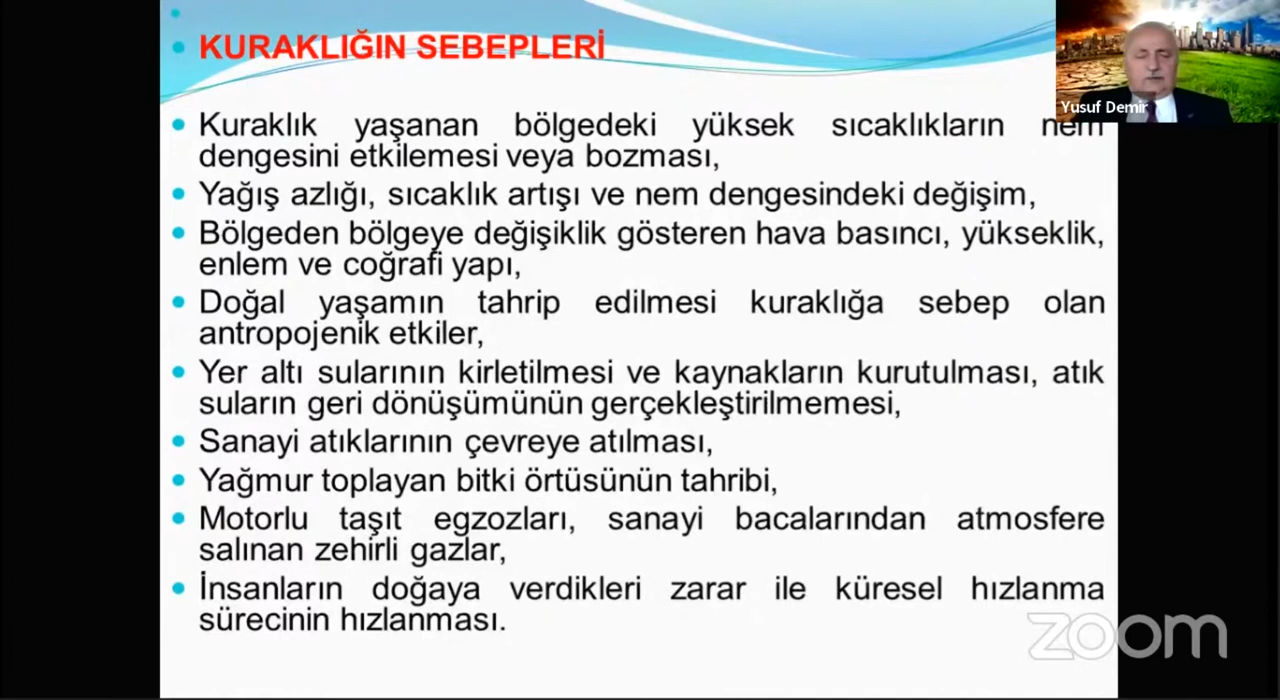 KURAKLIĞIN SEBEPLERİ
Yusuf Demir
Kuraklık yaşanan bölgedeki yüksek sıcaklıkların nem
dengesini etkilemesi veya bozması,
Yağış azlığı, sıcaklık artışı ve nem dengesindeki değişim,
Bölgeden bölgeye değişiklik gösteren hava basıncı, yükseklik,
enlem ve coğrafi yapı,
Doğal yaşamın tahrip edilmesi kuraklığa sebep olan
antropojenik etkiler,
Yer altı sularının kirletilmesi ve kaynakların kurutulması, atık
suların geri dönüşümünün gerçekleştirilmemesi,
Sanayi atıklarının çevreye atılması,
Yağmur toplayan bitki örtüsünün tahribi,
Motorlu taşıt egzozları, sanayi bacalarından atmosfere
salınan zehirli gazlar,
İnsanların doğaya verdikleri zarar ile küresel hızlanma
sürecinin hızlanması.
zoom